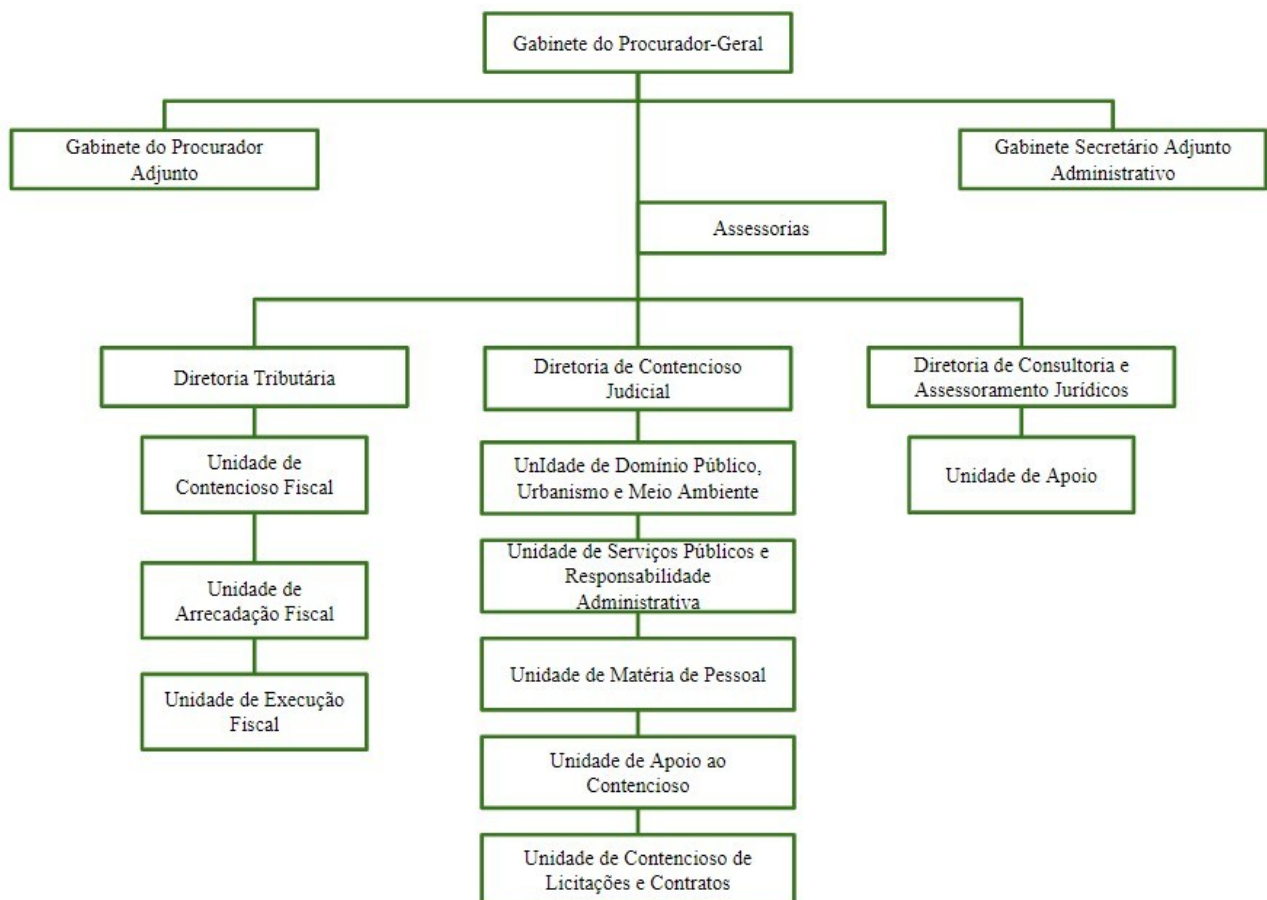 Gabinete do Procurador-Geral
Gabinete do Procurador
Adjunto
Gabinete Secretário Adjunto
Administrativo
Assessorias
Diretoria Tributária
Unidade de
Contencioso Fiscal
Unidade de
Arrecadação Fiscal
Unidade de Execução
Fiscal
Diretoria de Contencioso
Judicial
UnIdade de Domínio Público,
Urbanismo e Meio Ambiente
Unidade de Serviços Públicos e
Responsabilidade
Administrativa
Unidade de Matéria de Pessoal
Unidade de Apoio ao
Contencioso
Unidade de Contencioso de
Licitações e Contratos
Diretoria de Consultoria e
Assessoramento Jurídicos
Unidade de Apoio